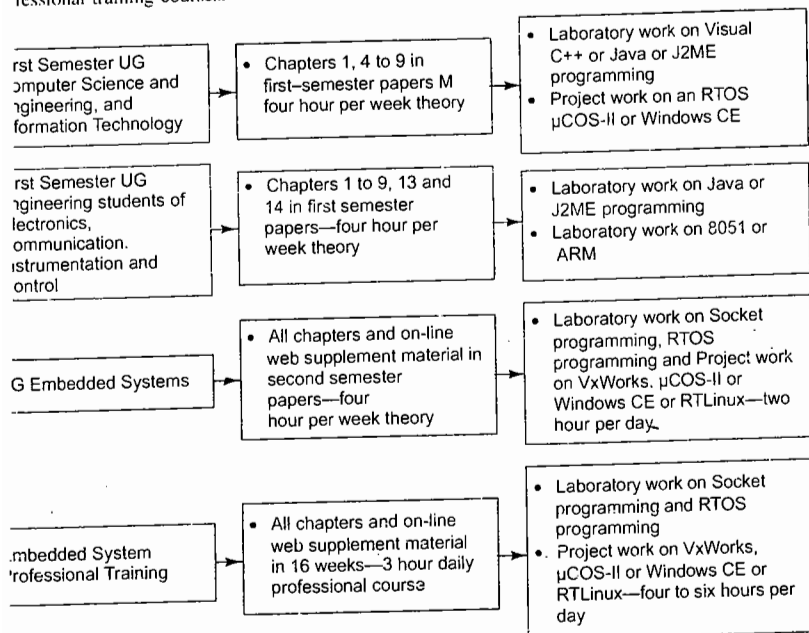 fessional training course.
rst Semester UG
omputer Science and
ngineering, and
formation Technology
• Chapters 1, 4 to 9 in
first–semester papers M
four hour per week theory
• Laboratory work on Visual
C++ or Java or J2ME
programming
• Project work on an RTOS
µCOS-II or Windows CE
rst Semester UG
ngineering students of
lectronics,
ommunication.
strumentation and
ontrol
• Chapters 1 to 9, 13 and
14 in first semester
papers—four hour per
week theory
• Laboratory work on Java or
J2ME programming
• Laboratory work on 8051 or
ARM
G Embedded Systems
• All chapters and on-line
web supplement material in
second semester
papers—four
hour per week theory
• Laboratory work on Socket
programming, RTOS
programming and Project work
on VxWorks, µCOS-II or
Windows CE or RTLinux—two
hour per day
mbedded System
rofessional Training
• All chapters and on-line
web supplement material
in 16 weeks—3 hour daily
professional course
• Laboratory work on Socket
programming and RTOS
programming
• Project work on VxWorks,
µCOS-II or Windows CE or
RTLinux—four to six hours per
day